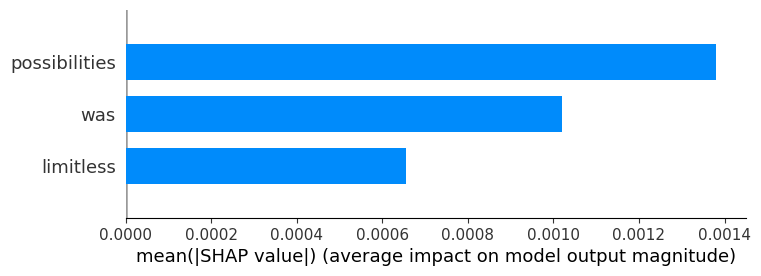 possibilities
was
limitless
0.0000 0.0002 0.0004 0.0006 0.0008 0.0010 0.0012 0.0014
mean(|SHAP value|) (average impact on model output magnitude)